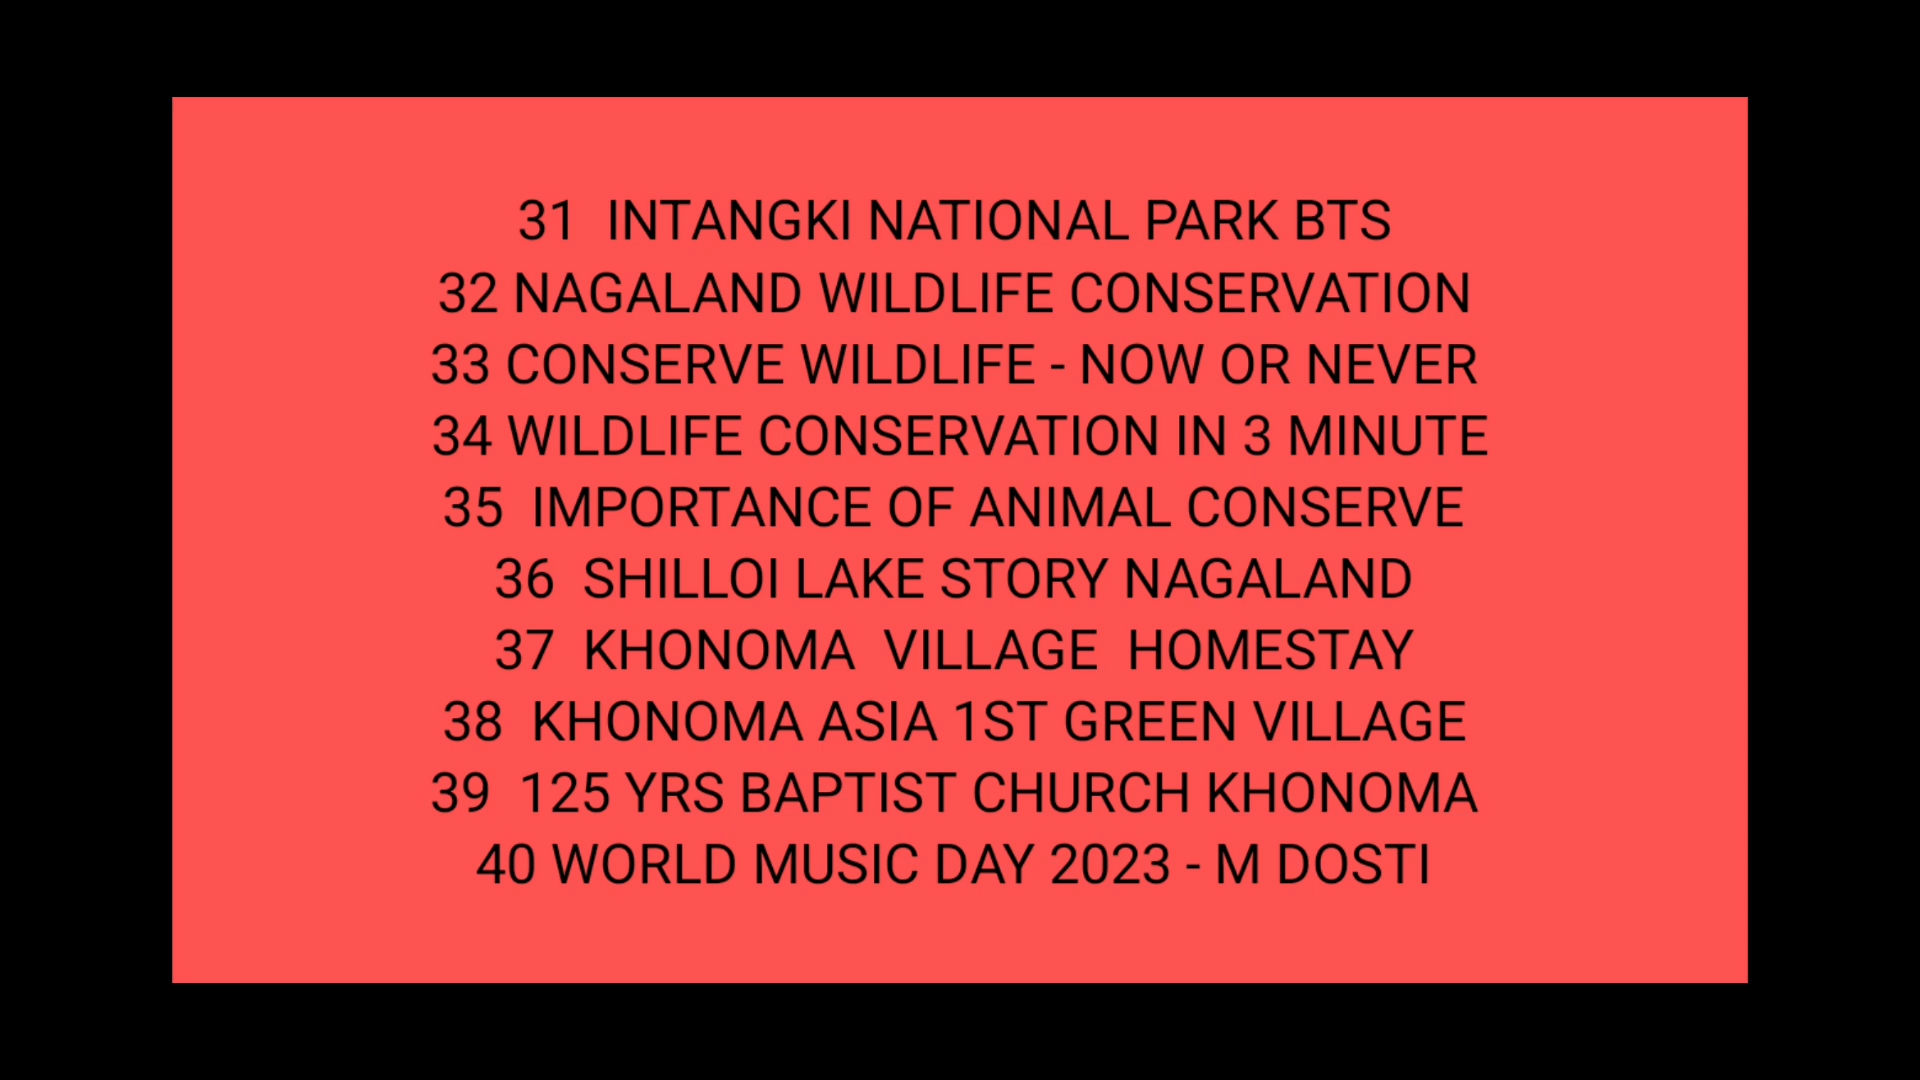 31  INTANGKI NATIONAL PARK BTS
32 NAGALAND WILDLIFE CONSERVATION
33 CONSERVE WILDLIFE - NOW OR NEVER
34 WILDLIFE CONSERVATION IN 3 MINUTE
35  IMPORTANCE OF ANIMAL CONSERVE
36  SHILLOI LAKE STORY NAGALAND
37  KHONOMA  VILLAGE  HOMESTAY
38  KHONOMA ASIA 1ST GREEN VILLAGE
39  125 YRS BAPTIST CHURCH KHONOMA
40 WORLD MUSIC DAY 2023 - M DOSTI